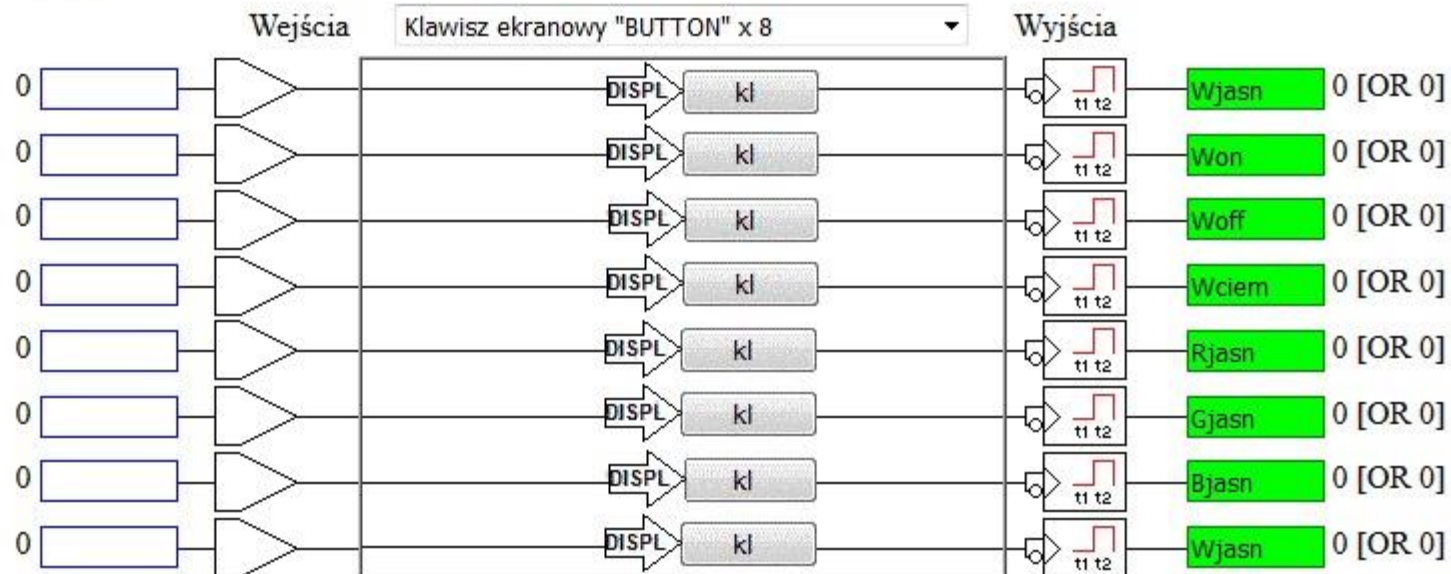 Wejścia Klawisz ekranowy "BUTTON" x 8 Wyjścia
0 DISPL kl t1 t2 Wjasn 0 [OR 0]
0 DISPL kl t1 t2 Won 0 [OR 0]
0 DISPL kl t1 t2 Woff 0 [OR 0]
0 DISPL kl t1 t2 Wciem 0 [OR 0]
0 DISPL kl t1 t2 Rjasn 0 [OR 0]
0 DISPL kl t1 t2 Gjasn 0 [OR 0]
0 DISPL kl t1 t2 Bjasn 0 [OR 0]
0 DISPL kl t1 t2 Wjasn 0 [OR 0]